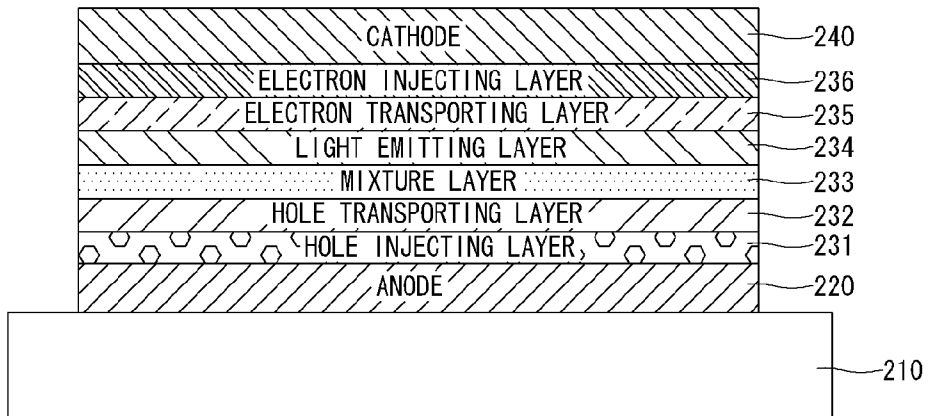 CATHODE 240
ELECTRON INJECTING LAYER 236
ELECTRON TRANSPORTING LAYER 235
LIGHT EMITTING LAYER 234
MIXTURE LAYER 233
HOLE TRANSPORTING LAYER 232
HOLE INJECTING LAYER 231
ANODE 220
210